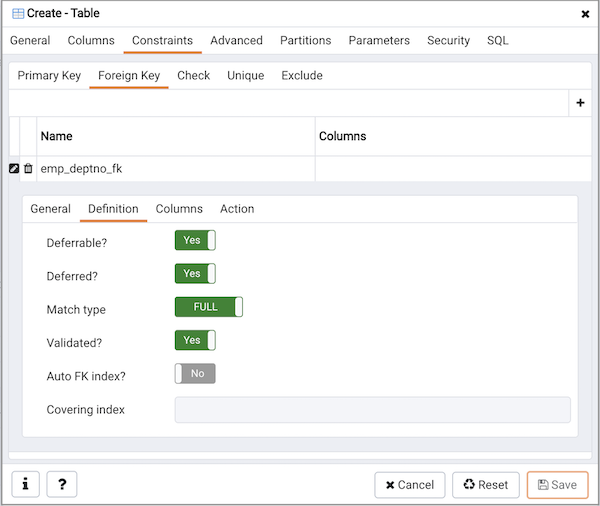 Create - Table
General Columns Constraints Advanced Partitions Parameters Security SQL
Primary Key Foreign Key Check Unique Exclude
Name Columns
emp_deptno_fk
General Definition Columns Action
Deferrable? Yes
Deferred? Yes
Match type FULL
Validated? Yes
Auto FK index? No
Covering index
i ? Cancel Reset Save